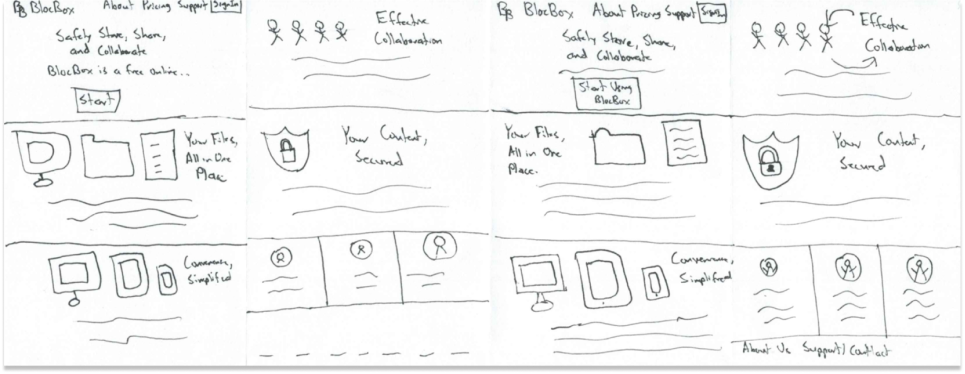 BB BlocBox About Pricing Support Sign In
Safely Store, Share,
and Collaborate
BlocBox is a free online...
Start
Your Files,
All in One
Place.
Convenience,
Simplified
Effective
Collaboration
Your Content,
Secured
BB BlocBox About Pricing Support Sign In
Safely Store, Share,
and Collaborate
Start Using
BlocBox
Your Files,
All in One
Place.
Convenience,
Simplified
Effective
Collaboration
Your Content,
Secured
About Us Support/Contact